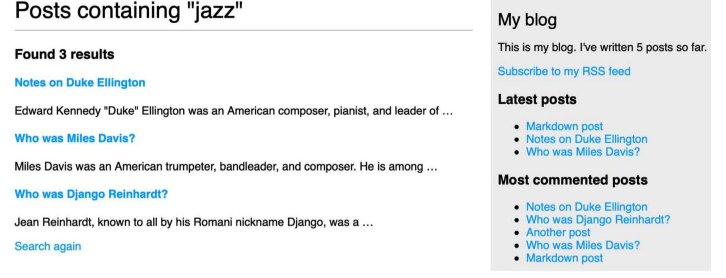 Posts containing "jazz"
Found 3 results
Notes on Duke Ellington
Edward Kennedy "Duke" Ellington was an American composer, pianist, and leader of …
Who was Miles Davis?
Miles Davis was an American trumpeter, bandleader, and composer. He is among …
Who was Django Reinhardt?
Jean Reinhardt, known to all by his Romani nickname Django, was a …
Search again
My blog
This is my blog. I've written 5 posts so far.
Subscribe to my RSS feed
Latest posts
Markdown post
Notes on Duke Ellington
Who was Miles Davis?
Most commented posts
Notes on Duke Ellington
Who was Django Reinhardt?
Another post
Who was Miles Davis?
Markdown post